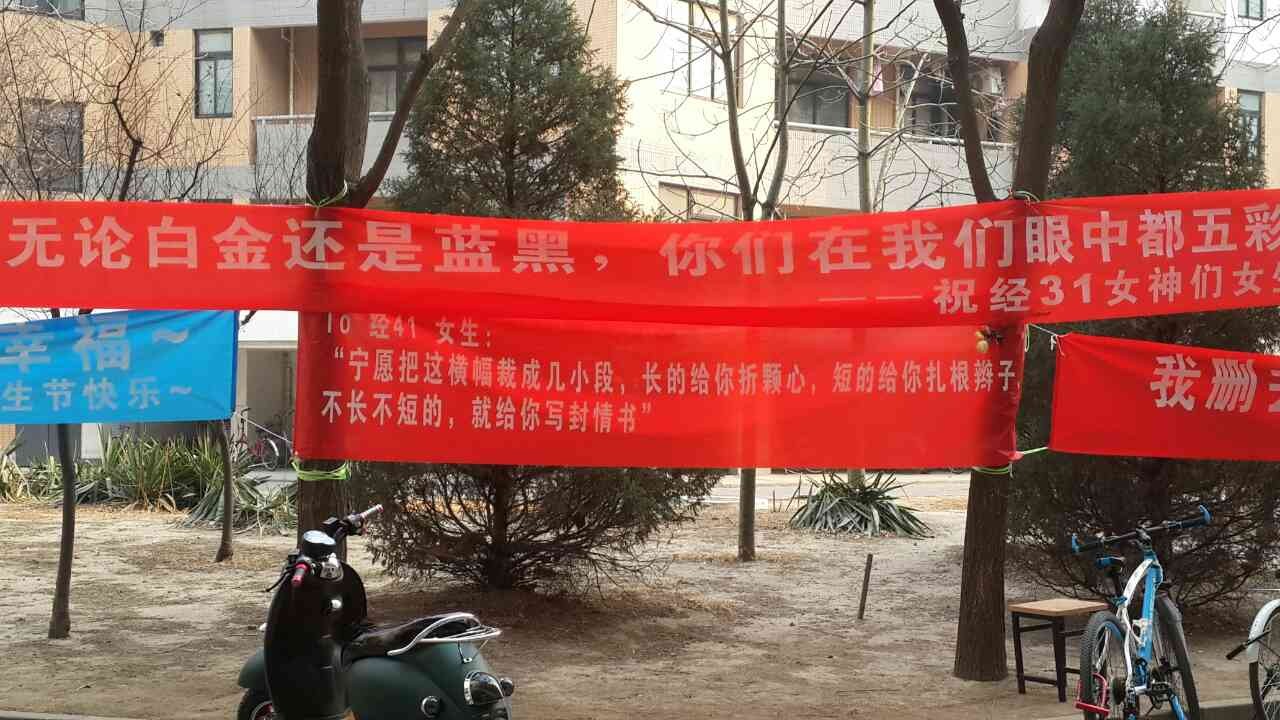 无论白金还是蓝黑，你们在我们眼中都五彩
——祝经31女神们女生
幸福~
生节快乐~
To 经41 女生：
“宁愿把这横幅裁成几小段，长的给你折颗心，短的给你扎根辫子
不长不短的，就给你写封情书”
我删